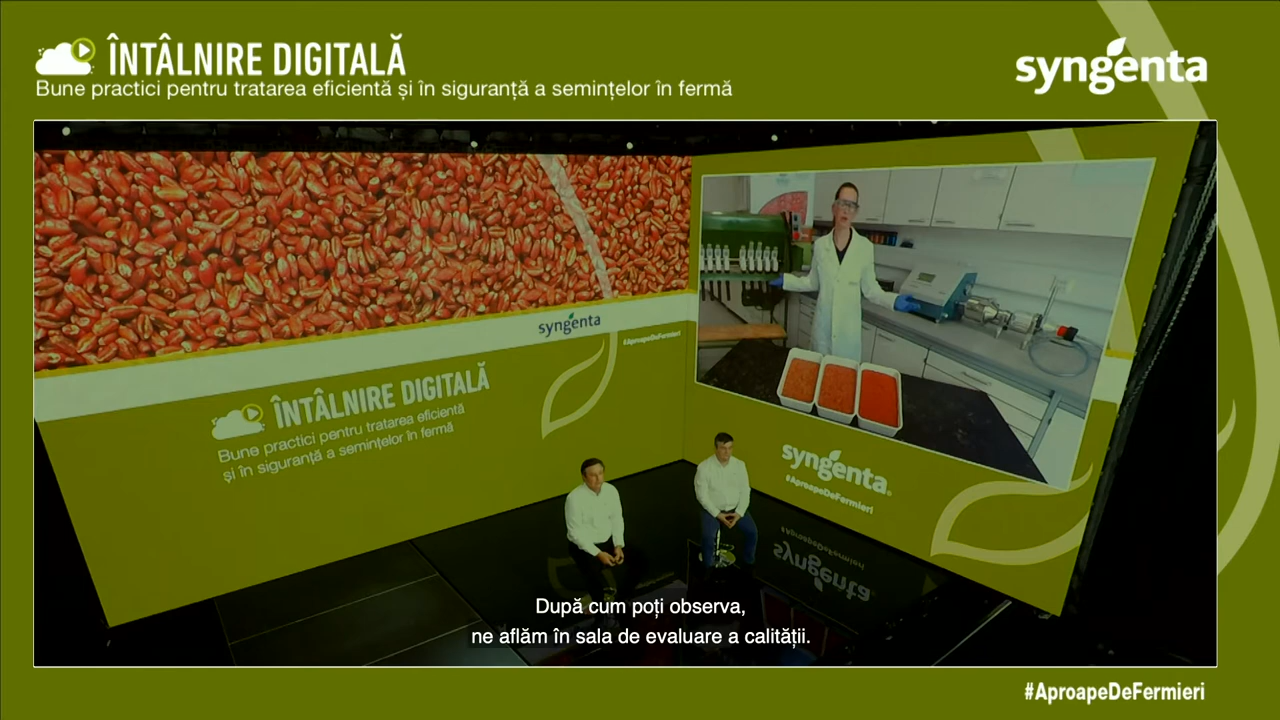 ÎNTÂLNIRE DIGITALĂ
Bune practici pentru tratarea eficientă și în siguranță a semințelor în fermă
syngenta
syngenta
#AproapeDeFermieri
ÎNTÂLNIRE DIGITALĂ
Bune practici pentru tratarea eficientă
și în siguranță a semințelor în fermă
syngenta
#AproapeDeFermieri
#AproapeDeFermieri
syngenta
După cum poți observa,
ne aflăm în sala de evaluare a calității.
#AproapeDeFermieri